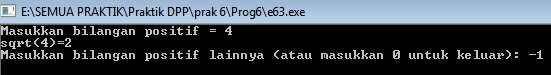 E:\SEMUA PRAKTIK\Praktik DPP\prak 6\Prog6\e63.exe
Masukkan bilangan positif = 4
sqrt(4)=2
Masukkan bilangan positif lainnya (atau masukkan 0 untuk keluar): -1